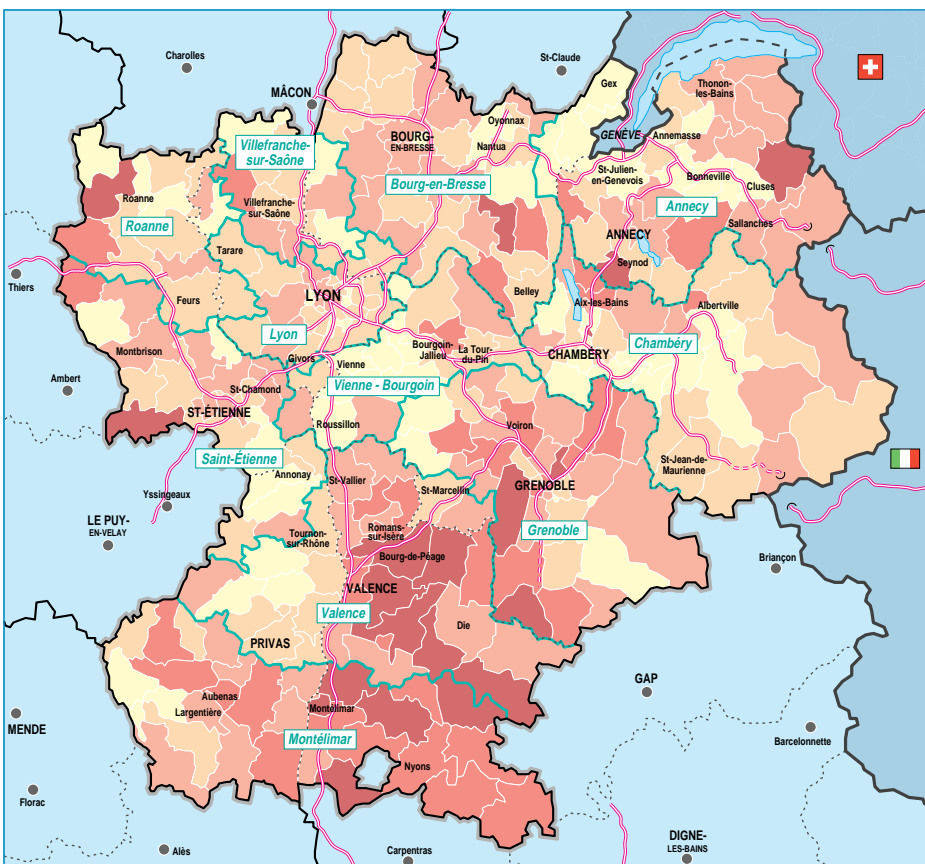 Charolles
St-Claude
MÂCON
Gex
Thonon-
les-Bains
Oyonnax
BOURG-
EN-BRESSE
GENÈVE
Annemasse
Villefranche-
sur-Saône
Nantua
St-Julien-
en-Genevois
Bonneville
Cluses
Bourg-en-Bresse
Roanne
Villefranche-
sur-Saône
Annecy
Roanne
Sallanches
ANNECY
Tarare
Seynod
Thiers
Feurs
LYON
Belley
Aix-les-Bains
Albertville
Lyon
Montbrison
Givors
Vienne
Bourgoin-
Jallieu
La Tour-
du-Pin
CHAMBÉRY
Chambéry
Ambert
St-Chamond
Vienne - Bourgoin
ST-ÉTIENNE
Roussillon
Voiron
Saint-Étienne
Annonay
St-Vallier
St-Marcellin
GRENOBLE
St-Jean-de-
Maurienne
Yssingeaux
LE PUY-
EN-VELAY
Tournon-
sur-Rhône
Romans-
sur-Isère
Grenoble
Bourg-de-Péage
Briançon
VALENCE
Valence
Die
PRIVAS
GAP
Aubenas
Largentière
Montélimar
MENDE
Barcelonnette
Montélimar
Nyons
Florac
Alès
Carpentras
DIGNE-
LES-BAINS